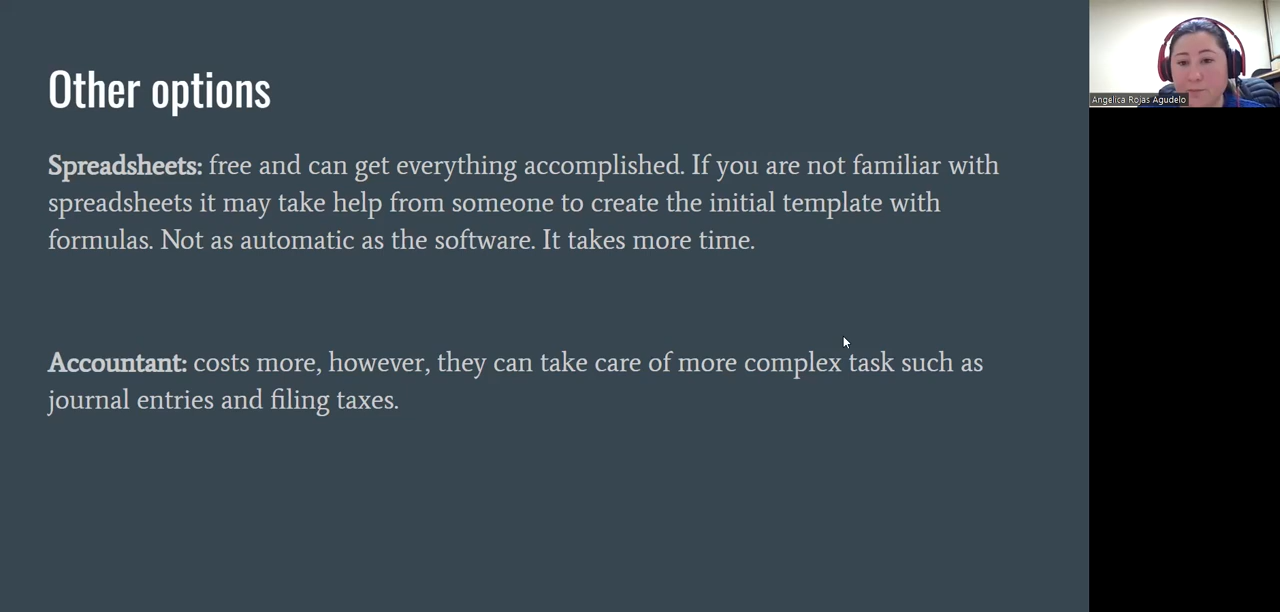 Other options
Spreadsheets: free and can get everything accomplished. If you are not familiar with
spreadsheets it may take help from someone to create the initial template with
formulas. Not as automatic as the software. It takes more time.
Accountant: costs more, however, they can take care of more complex task such as
journal entries and filing taxes.
Angelica Rojas Agudelo